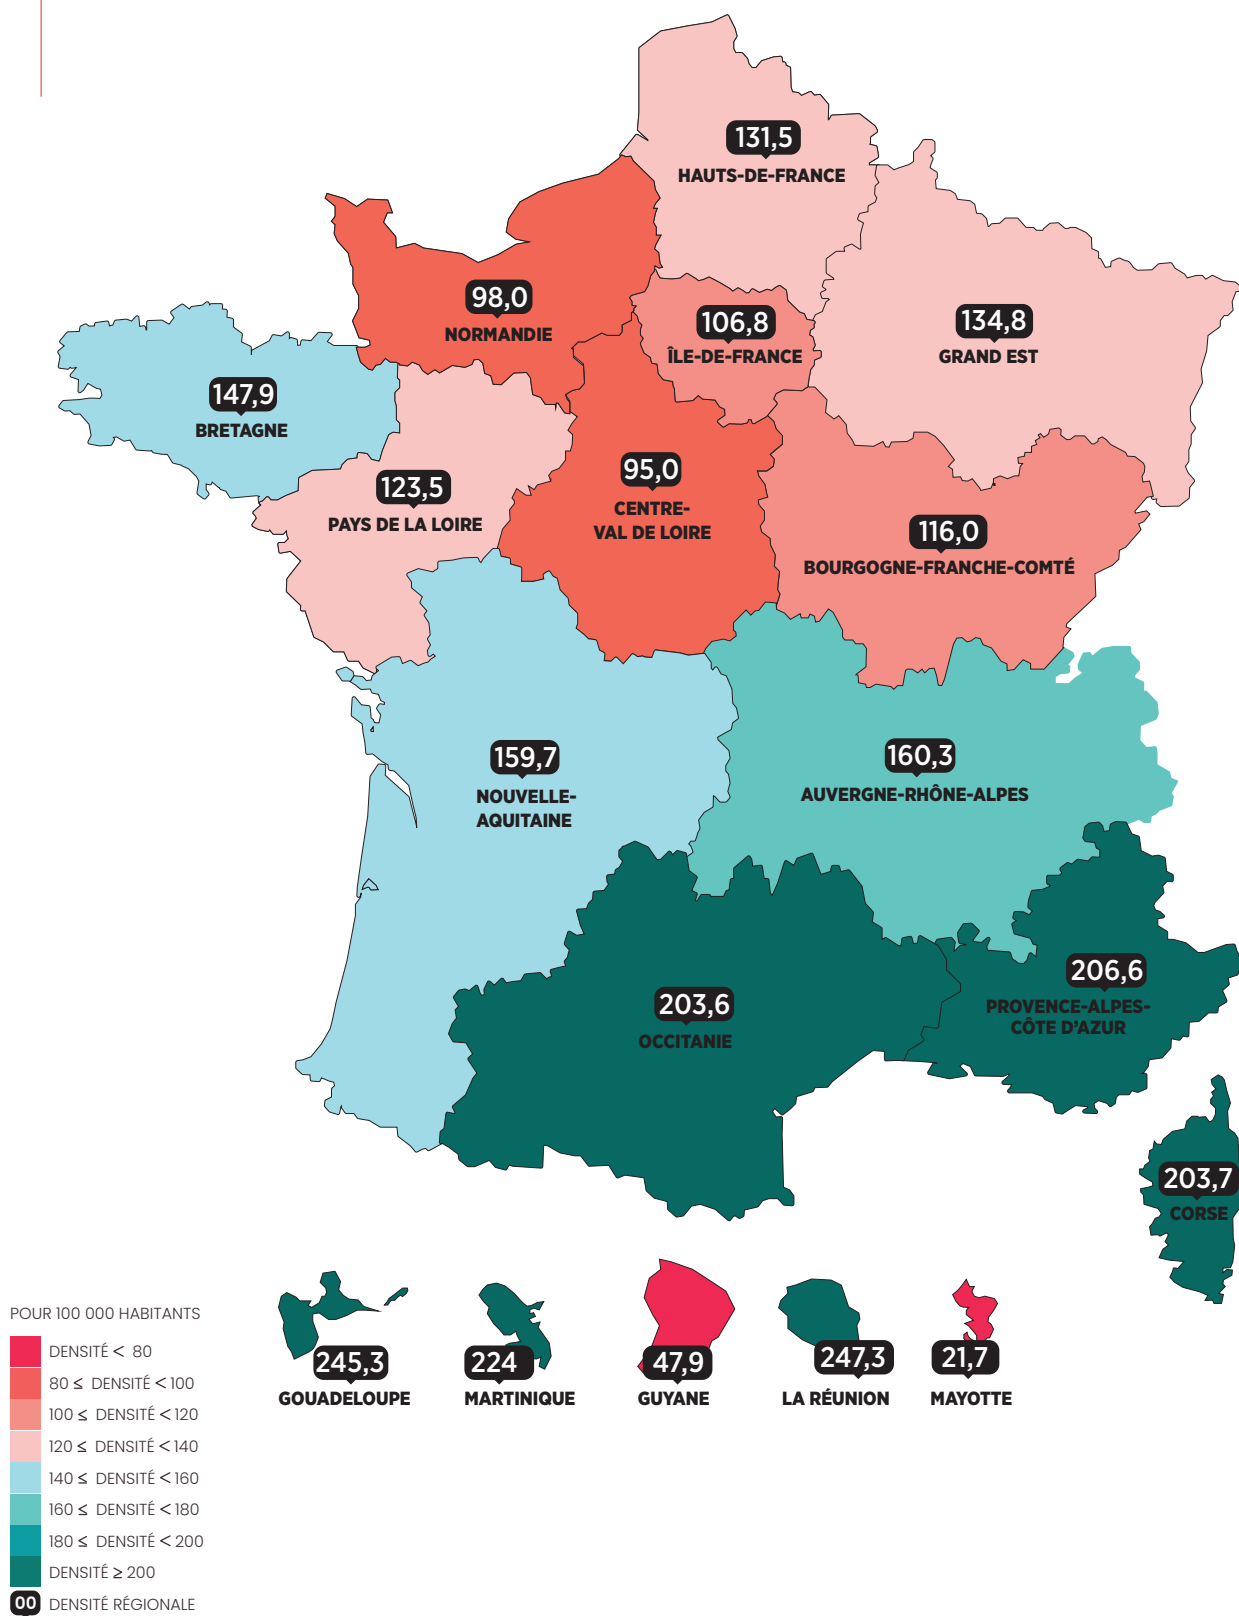 131,5
HAUTS-DE-FRANCE
98,0
NORMANDIE
106,8
ÎLE-DE-FRANCE
134,8
GRAND EST
147,9
BRETAGNE
123,5
PAYS DE LA LOIRE
95,0
CENTRE-
VAL DE LOIRE
116,0
BOURGOGNE-FRANCHE-COMTÉ
159,7
NOUVELLE-
AQUITAINE
160,3
AUVERGNE-RHÔNE-ALPES
203,6
OCCITANIE
206,6
PROVENCE-ALPES-
CÔTE D'AZUR
203,7
CORSE
245,3
GOUADELOUPE
224
MARTINIQUE
47,9
GUYANE
247,3
LA RÉUNION
21,7
MAYOTTE
POUR 100 000 HABITANTS
DENSITÉ < 80
80 ≤ DENSITÉ < 100
100 ≤ DENSITÉ < 120
120 ≤ DENSITÉ < 140
140 ≤ DENSITÉ < 160
160 ≤ DENSITÉ < 180
180 ≤ DENSITÉ < 200
DENSITÉ ≥ 200
00 DENSITÉ RÉGIONALE